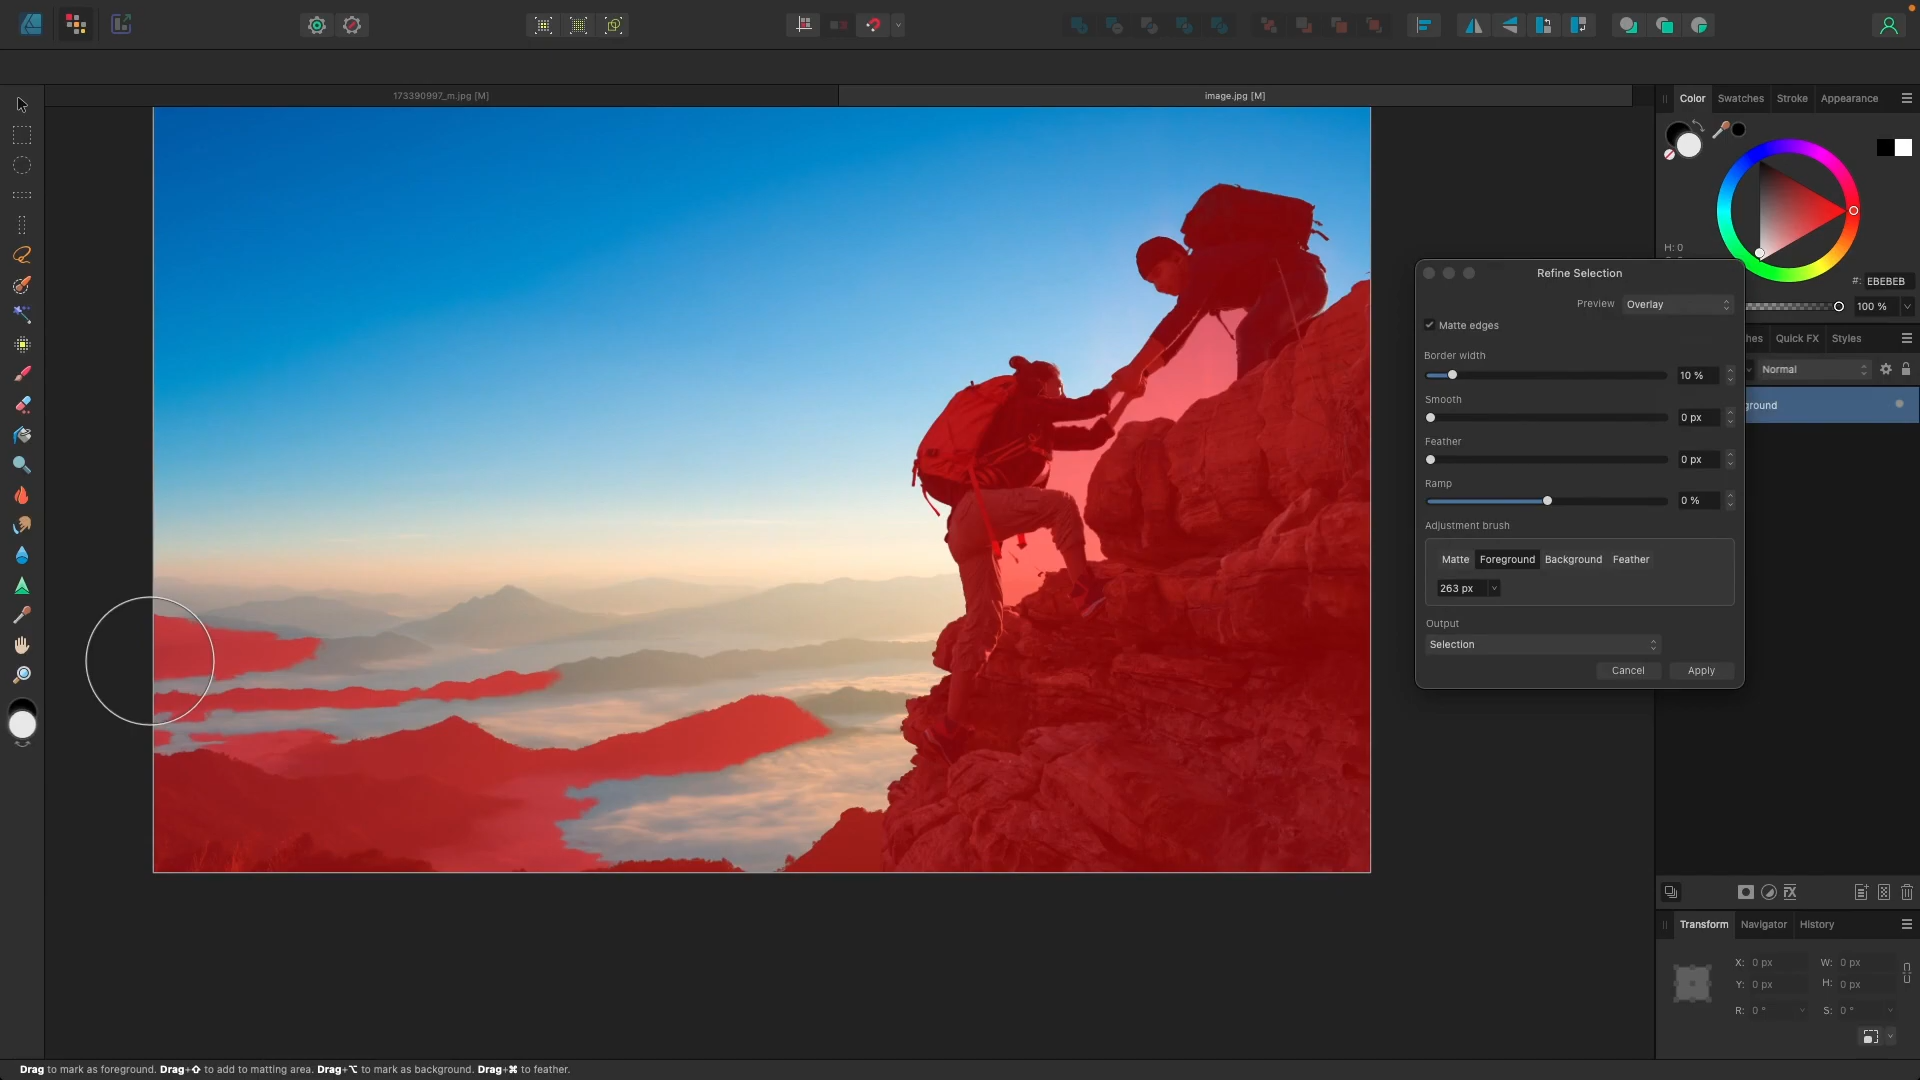 173390997_m.jpg [M]
image.jpg [M]
Color
Swatches
Stroke
Appearance
H: 0
#: EBEBEB
100 %
Refine Selection
Preview
Overlay
Matte edges
Border width
10 %
Smooth
0 px
Feather
0 px
Ramp
0 %
Adjustment brush
Matte
Foreground
Background
Feather
263 px
Output
Selection
Cancel
Apply
hes
Quick FX
Styles
Normal
ground
Transform
Navigator
History
X: 0 px
W: 0 px
Y: 0 px
H: 0 px
R: 0 °
S: 0 °
Drag to mark as foreground. Drag+⇧ to add to matting area. Drag+⌥ to mark as background. Drag+⌘ to feather.